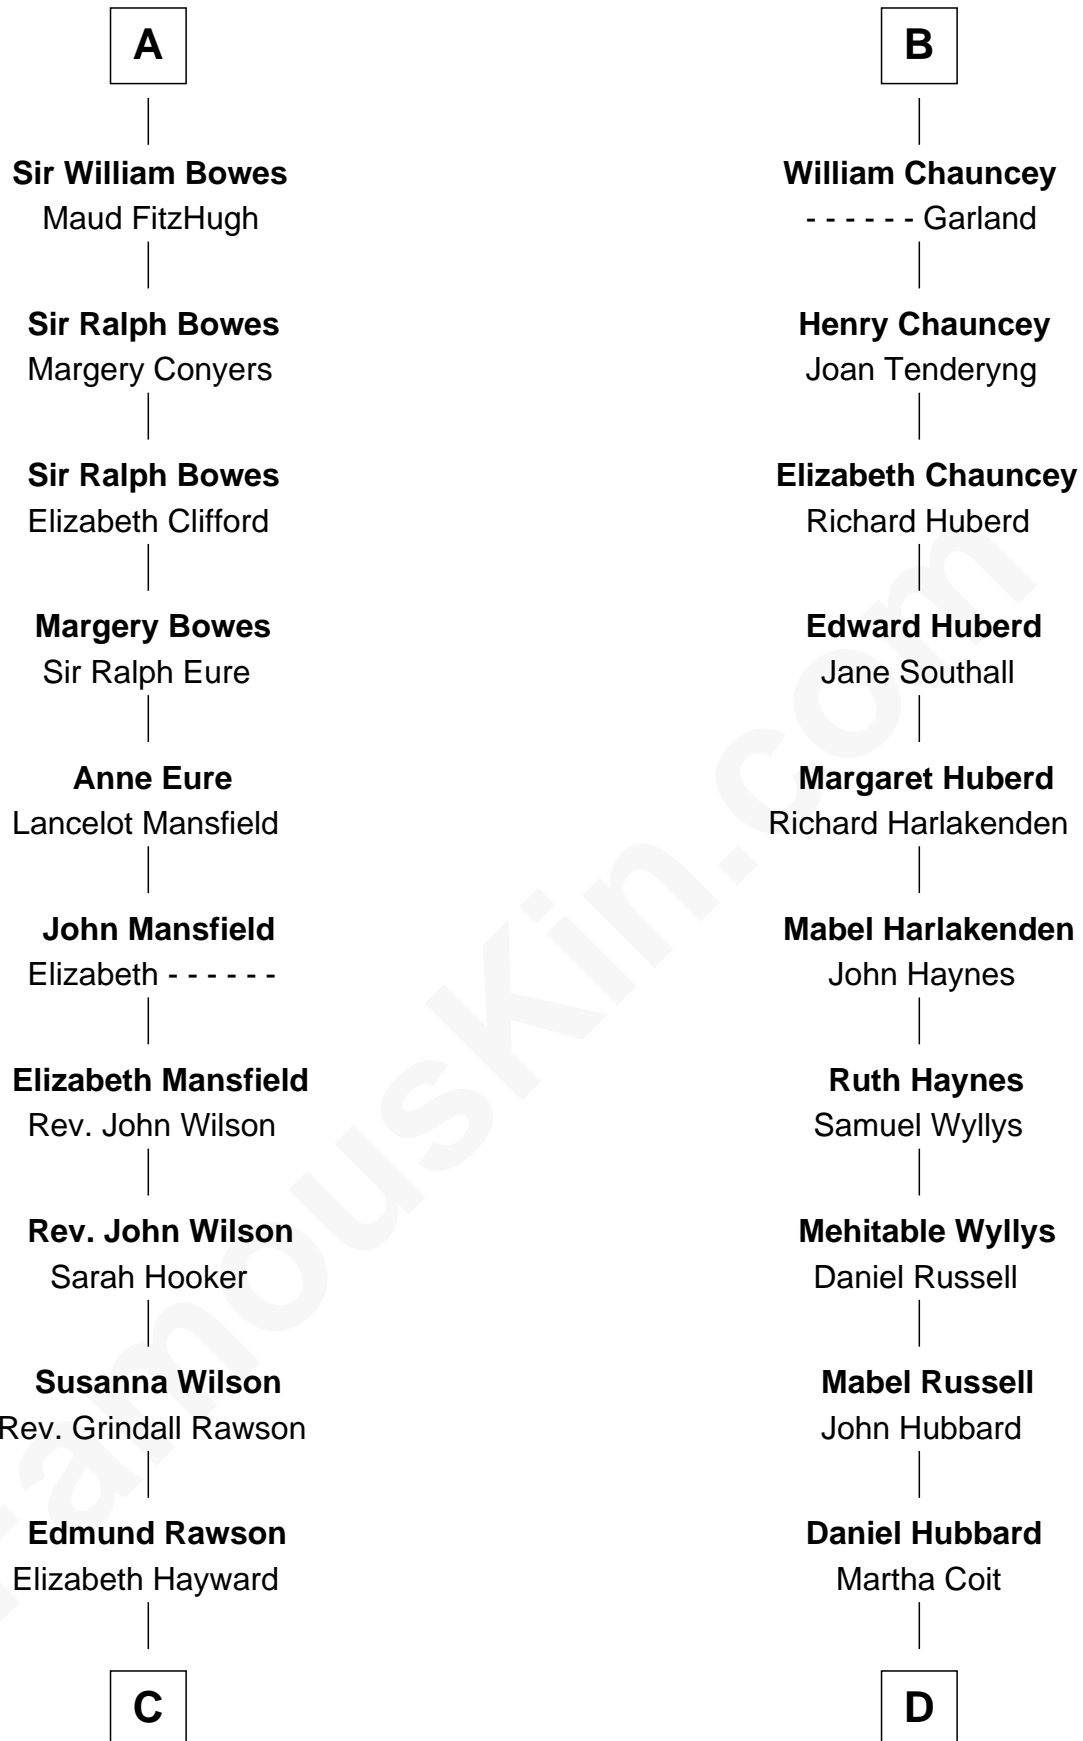 A
Sir William Bowes
Maud FitzHugh
Sir Ralph Bowes
Margery Conyers
Sir Ralph Bowes
Elizabeth Clifford
Margery Bowes
Sir Ralph Eure
Anne Eure
Lancelot Mansfield
John Mansfield
Elizabeth - - - - - -
Elizabeth Mansfield
Rev. John Wilson
Rev. John Wilson
Sarah Hooker
Susanna Wilson
Rev. Grindall Rawson
Edmund Rawson
Elizabeth Hayward
C
B
William Chauncey
- - - - - - Garland
Henry Chauncey
Joan Tenderyng
Elizabeth Chauncey
Richard Huberd
Edward Huberd
Jane Southall
Margaret Huberd
Richard Harlakenden
Mabel Harlakenden
John Haynes
Ruth Haynes
Samuel Wyllys
Mehitable Wyllys
Daniel Russell
Mabel Russell
John Hubbard
Daniel Hubbard
Martha Coit
D
FamousKin.com